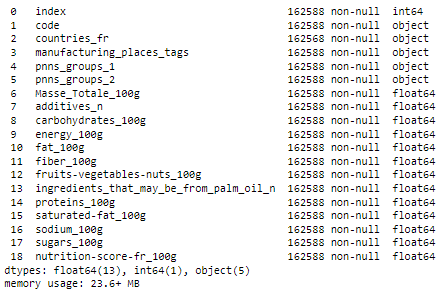 0 index 162588 non-null int64
1 code 162588 non-null object
2 countries_fr 162568 non-null object
3 manufacturing_places_tags 162588 non-null object
4 pnns_groups_1 162588 non-null object
5 pnns_groups_2 162588 non-null object
6 Masse_Totale_100g 162588 non-null float64
7 additives_n 162588 non-null float64
8 carbohydrates_100g 162588 non-null float64
9 energy_100g 162588 non-null float64
10 fat_100g 162588 non-null float64
11 fiber_100g 162588 non-null float64
12 fruits-vegetables-nuts_100g 162588 non-null float64
13 ingredients_that_may_be_from_palm_oil_n 162588 non-null float64
14 proteins_100g 162588 non-null float64
15 saturated-fat_100g 162588 non-null float64
16 sodium_100g 162588 non-null float64
17 sugars_100g 162588 non-null float64
18 nutrition-score-fr_100g 162588 non-null float64
dtypes: float64(13), int64(1), object(5)
memory usage: 23.6+ MB